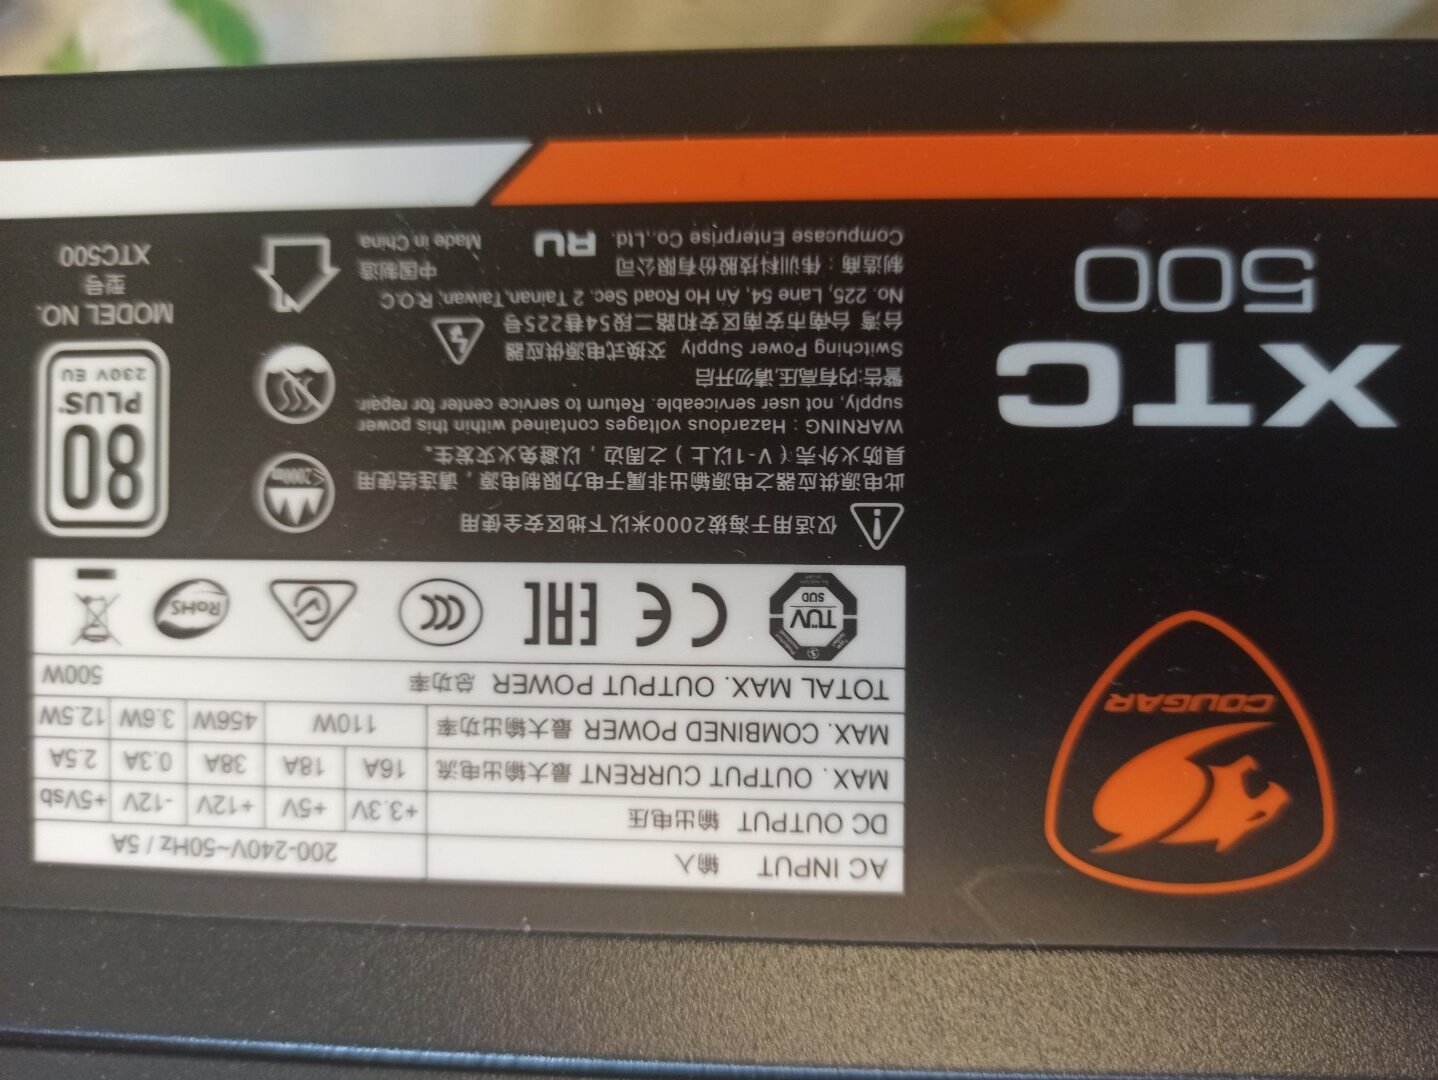 COUGAR
XTC
500
AC INPUT 输入 200-240V~50Hz / 5A
DC OUTPUT 输出电压 +3.3V +5V +12V -12V +5Vsb
MAX. OUTPUT CURRENT 最大输出电流 16A 18A 38A 0.3A 2.5A
MAX. COMBINED POWER 最大输出功率 110W 456W 3.6W 12.5W
TOTAL MAX. OUTPUT POWER 总功率 500W
TÜV
SÜD
CE
EAC
CCC
RoHS
仅适用于海拔2000米以下地区安全使用
此电源供应器之电源输出非属于电力限制电源，请连结使用
具防火外壳（V-1以上）之周边，以避免火灾发生。
WARNING : Hazardous voltages contained within this power
supply, not user serviceable. Return to service center for repair.
警告:内有高压,请勿开启
Switching Power Supply 交换式电源供应器
台湾 台南市安南区安和路二段54巷225号
No. 225, Lane 54, An Ho Road Sec. 2 Tainan,Taiwan, R.O.C
制造商：伟训科技股份有限公司
Compucase Enterprise Co.,Ltd.
RU
中国制造
Made in China
≤2000m
N
80
PLUS
230V EU
MODEL NO.
型号
XTC500